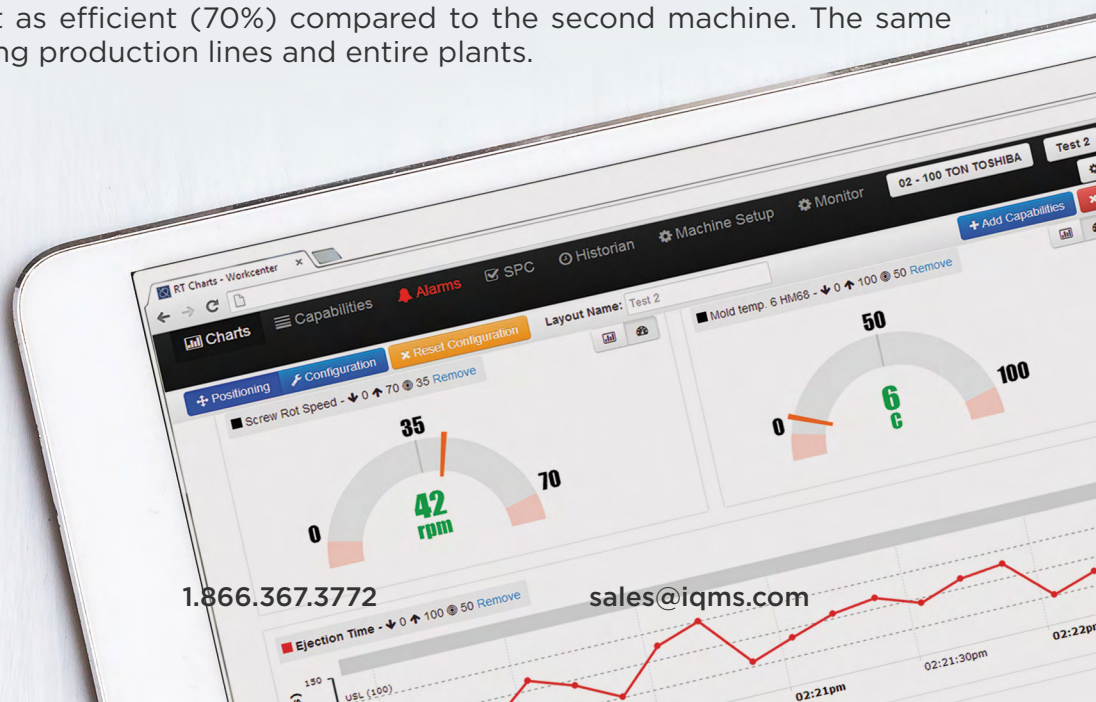 t as efficient (70%) compared to the second machine. The same
ng production lines and entire plants.
RT Charts - Workcenter
Charts
Capabilities
Alarms
SPC
Historian
Machine Setup
Monitor
02 - 100 TON TOSHIBA
Test 2
Positioning
Configuration
Reset Configuration
Layout Name: Test 2
+ Add Capabilities
Screw Rot Speed - 0 70 35 Remove
0
35
70
42
rpm
Mold temp. 6 HM68 - 0 100 50 Remove
0
50
100
6
C
1.866.367.3772
sales@iqms.com
Ejection Time - 0 100 50 Remove
150
USL (100)
02:21pm
02:21:30pm
02:22p